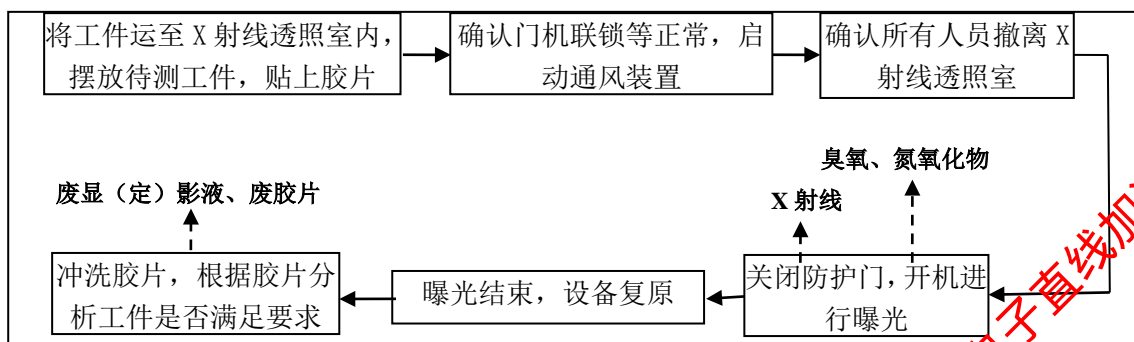 将工件运至 X 射线透照室内，
摆放待测工件，贴上胶片
确认门机联锁等正常，启
动通风装置
确认所有人员撤离 X
射线透照室
臭氧、氮氧化物
X 射线
废显（定）影液、废胶片
关闭防护门，开机进
行曝光
曝光结束，设备复原
冲洗胶片，根据胶片分
析工件是否满足要求
子直线加